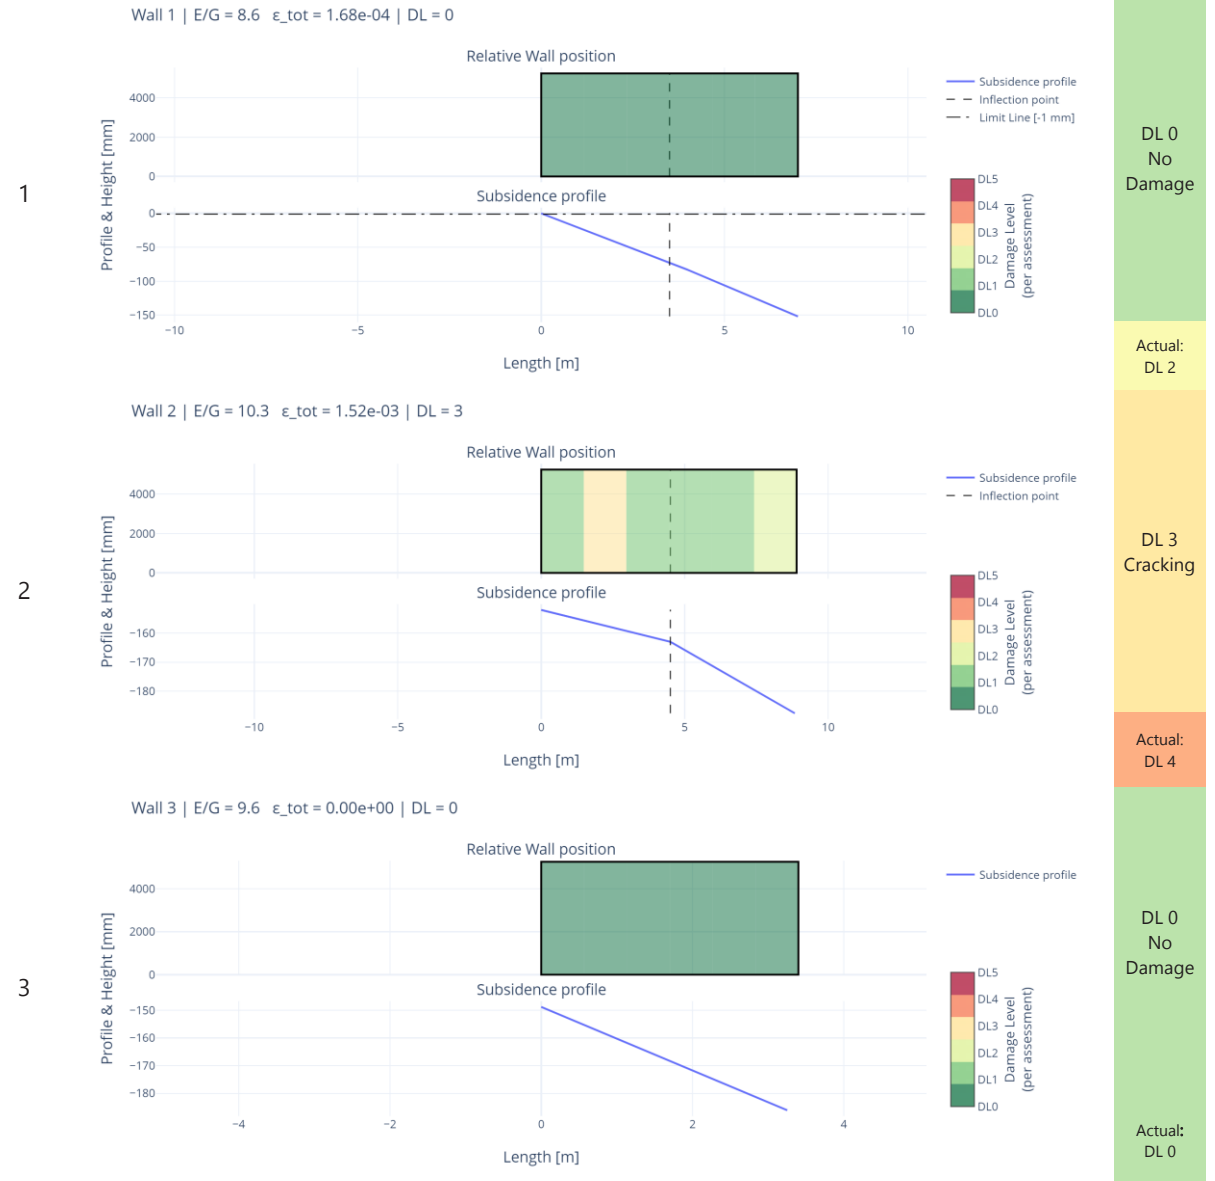 1
Wall 1 | E/G = 8.6 ε_tot = 1.68e-04 | DL = 0
Relative Wall position
4000
2000
0
Subsidence profile
0
−50
−100
−150
−10
−5
0
5
10
Length [m]
Profile & Height [mm]
Subsidence profile
Inflection point
Limit Line [-1 mm]
DL5
DL4
DL3
DL2
DL1
DL0
Damage Level
(per assessment)
DL 0
No
Damage
Actual:
DL 2
2
Wall 2 | E/G = 10.3 ε_tot = 1.52e-03 | DL = 3
Relative Wall position
4000
2000
0
Subsidence profile
−160
−170
−180
−10
−5
0
5
10
Length [m]
Profile & Height [mm]
Subsidence profile
Inflection point
DL5
DL4
DL3
DL2
DL1
DL0
Damage Level
(per assessment)
DL 3
Cracking
Actual:
DL 4
3
Wall 3 | E/G = 9.6 ε_tot = 0.00e+00 | DL = 0
Relative Wall position
4000
2000
0
Subsidence profile
−150
−160
−170
−180
−4
−2
0
2
4
Length [m]
Profile & Height [mm]
Subsidence profile
DL5
DL4
DL3
DL2
DL1
DL0
Damage Level
(per assessment)
DL 0
No
Damage
Actual:
DL 0